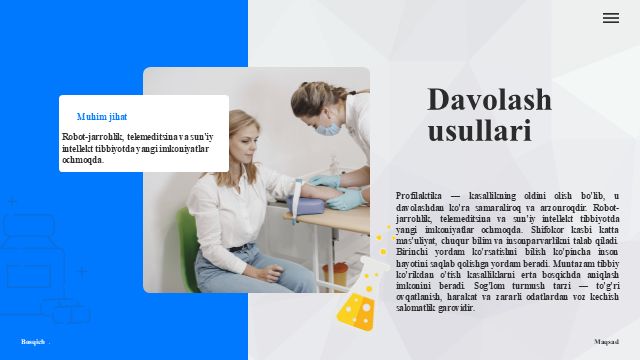 Davolash
usullari
Muhim jihat
Robot-jarrohlik, telemeditsina va sun'iy
intellekt tibbiyotda yangi imkoniyatlar
ochmoqda.
Profilaktika — kasallikning oldini olish bo'lib, u
davolashdan ko'ra samaraliroq va arzonroqdir. Robot-
jarrohlik, telemeditsina va sun'iy intellekt tibbiyotda
yangi imkoniyatlar ochmoqda. Shifokor kasbi katta
mas'uliyat, chuqur bilim va insonparvarlikni talab qiladi.
Birinchi yordam ko'rsatishni bilish ko'pincha inson
hayotini saqlab qolishga yordam beradi. Muntazam tibbiy
ko'rikdan o'tish kasalliklarni erta bosqichda aniqlash
imkonini beradi. Sog'lom turmush tarzi — to'g'ri
ovqatlanish, harakat va zararli odatlardan voz kechish
salomatlik garovidir.
Bosqich .
Maqsad